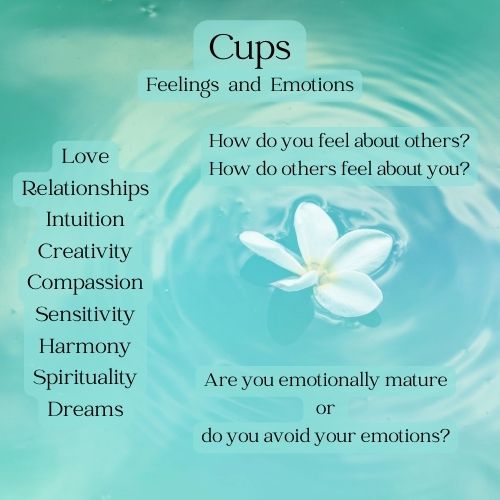 Cups
Feelings and Emotions
How do you feel about others?
How do others feel about you?
Love
Relationships
Intuition
Creativity
Compassion
Sensitivity
Harmony
Spirituality
Dreams
Are you emotionally mature
or
do you avoid your emotions?